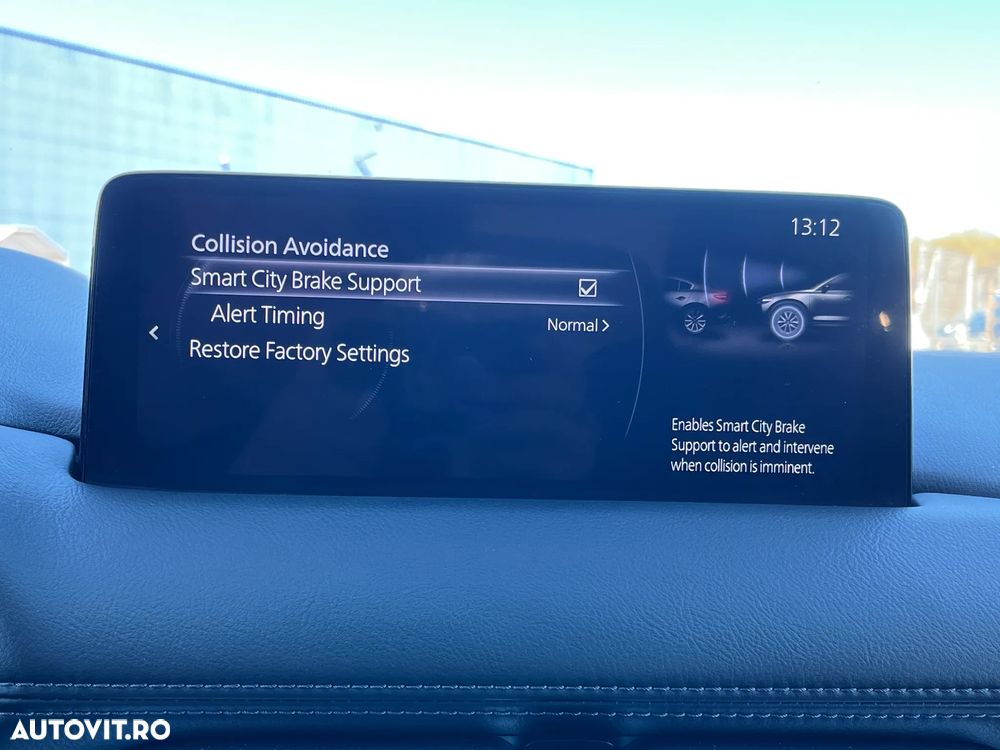 13:12
Collision Avoidance
Smart City Brake Support
Alert Timing
Normal
Restore Factory Settings
Enables Smart City Brake
Support to alert and intervene
when collision is imminent.
AUTOVIT.RO